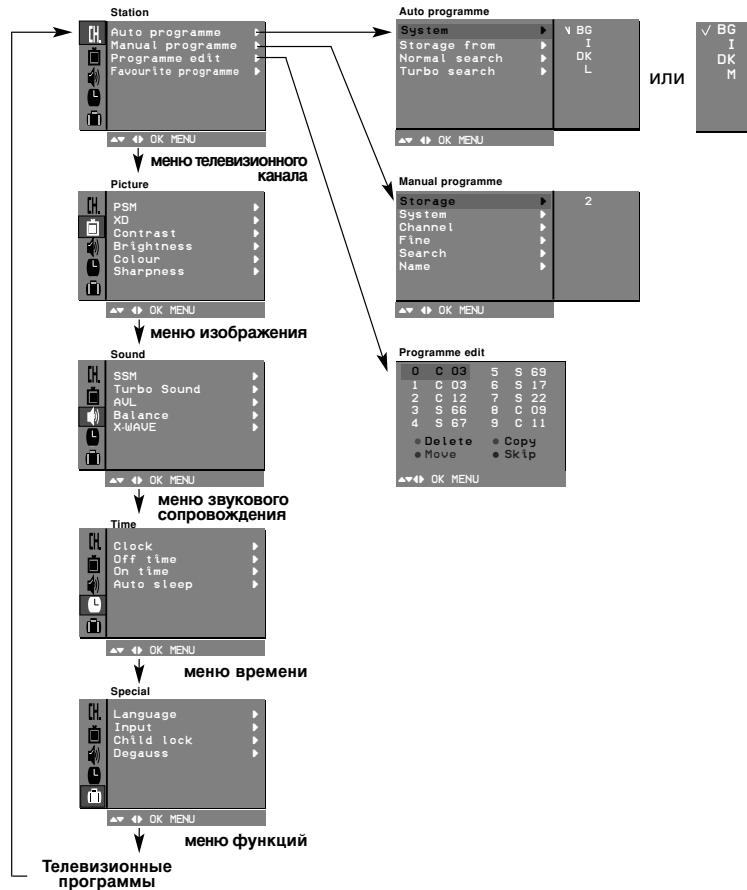 Station
CH.
Auto programme
Manual programme
Programme edit
Favourite programme
OK MENU
меню телевизионного
канала
Picture
CH.
PSM
XD
Contrast
Brightness
Colour
Sharpness
OK MENU
меню изображения
Sound
CH.
SSM
Turbo Sound
AVL
Balance
X-WAVE
OK MENU
меню звукового
сопровождения
Time
CH.
Clock
Off time
On time
Auto sleep
OK MENU
меню времени
Special
CH.
Language
Input
Child lock
Degauss
OK MENU
меню функций
Телевизионные
программы
Auto programme
System
Storage from
Normal search
Turbo search
√ BG
I
DK
L
OK MENU
или
√ BG
I
DK
M
Manual programme
Storage 2
System
Channel
Fine
Search
Name
OK MENU
Programme edit
0 C 03 5 S 69
1 C 03 6 S 17
2 C 12 7 S 22
3 S 66 8 C 09
4 S 67 9 C 11
Delete Copy
Move Skip
OK MENU